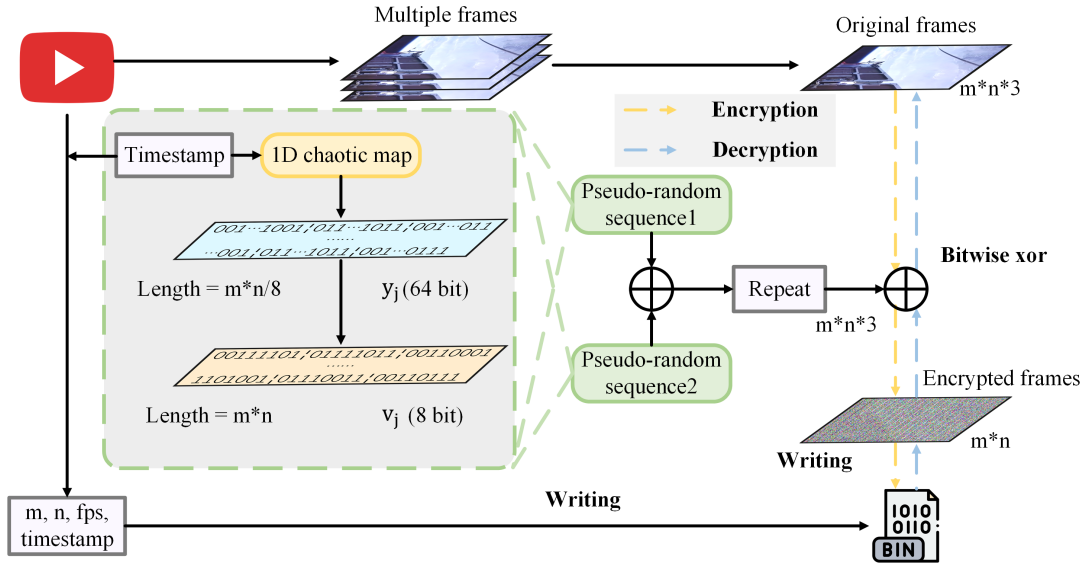 Multiple frames
Original frames
m*n*3
Encryption
Decryption
Timestamp
1D chaotic map
Pseudo-random
sequence1
001···1001¦011···1011¦001···011
······
···001¦011···1011¦001···0111
Length = m*n/8
yj (64 bit)
Bitwise xor
Repeat
m*n*3
00111101¦01111011¦00110001
······
1101001¦01110011¦00110111
Length = m*n
vj (8 bit)
Pseudo-random
sequence2
Encrypted frames
m*n
Writing
m, n, fps,
timestamp
Writing
1010
0110
BIN